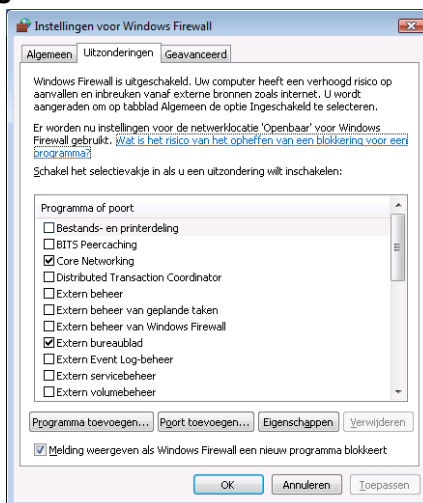 Instellingen voor Windows Firewall
Algemeen Uitzonderingen Geavanceerd
Windows Firewall is uitgeschakeld. Uw computer heeft een verhoogd risico op
aanvallen en inbreuken vanaf externe bronnen zoals internet. U wordt
aangeraden om op tabblad Algemeen de optie Ingeschakeld te selecteren.
Er worden nu instellingen voor de netwerklocatie 'Openbaar' voor Windows
Firewall gebruikt. Wat is het risico van het opheffen van een blokkering voor een
programma?
Schakel het selectievakje in als u een uitzondering wilt inschakelen:
Programma of poort
Bestands- en printerdeling
BITS Peercaching
Core Networking
Distributed Transaction Coordinator
Extern beheer
Extern beheer van geplande taken
Extern beheer van Windows Firewall
Extern bureaublad
Extern Event Log-beheer
Extern servicebeheer
Extern volumebeheer
Programma toevoegen... Poort toevoegen... Eigenschappen Verwijderen
Melding weergeven als Windows Firewall een nieuw programma blokkeert
OK Annuleren Toepassen